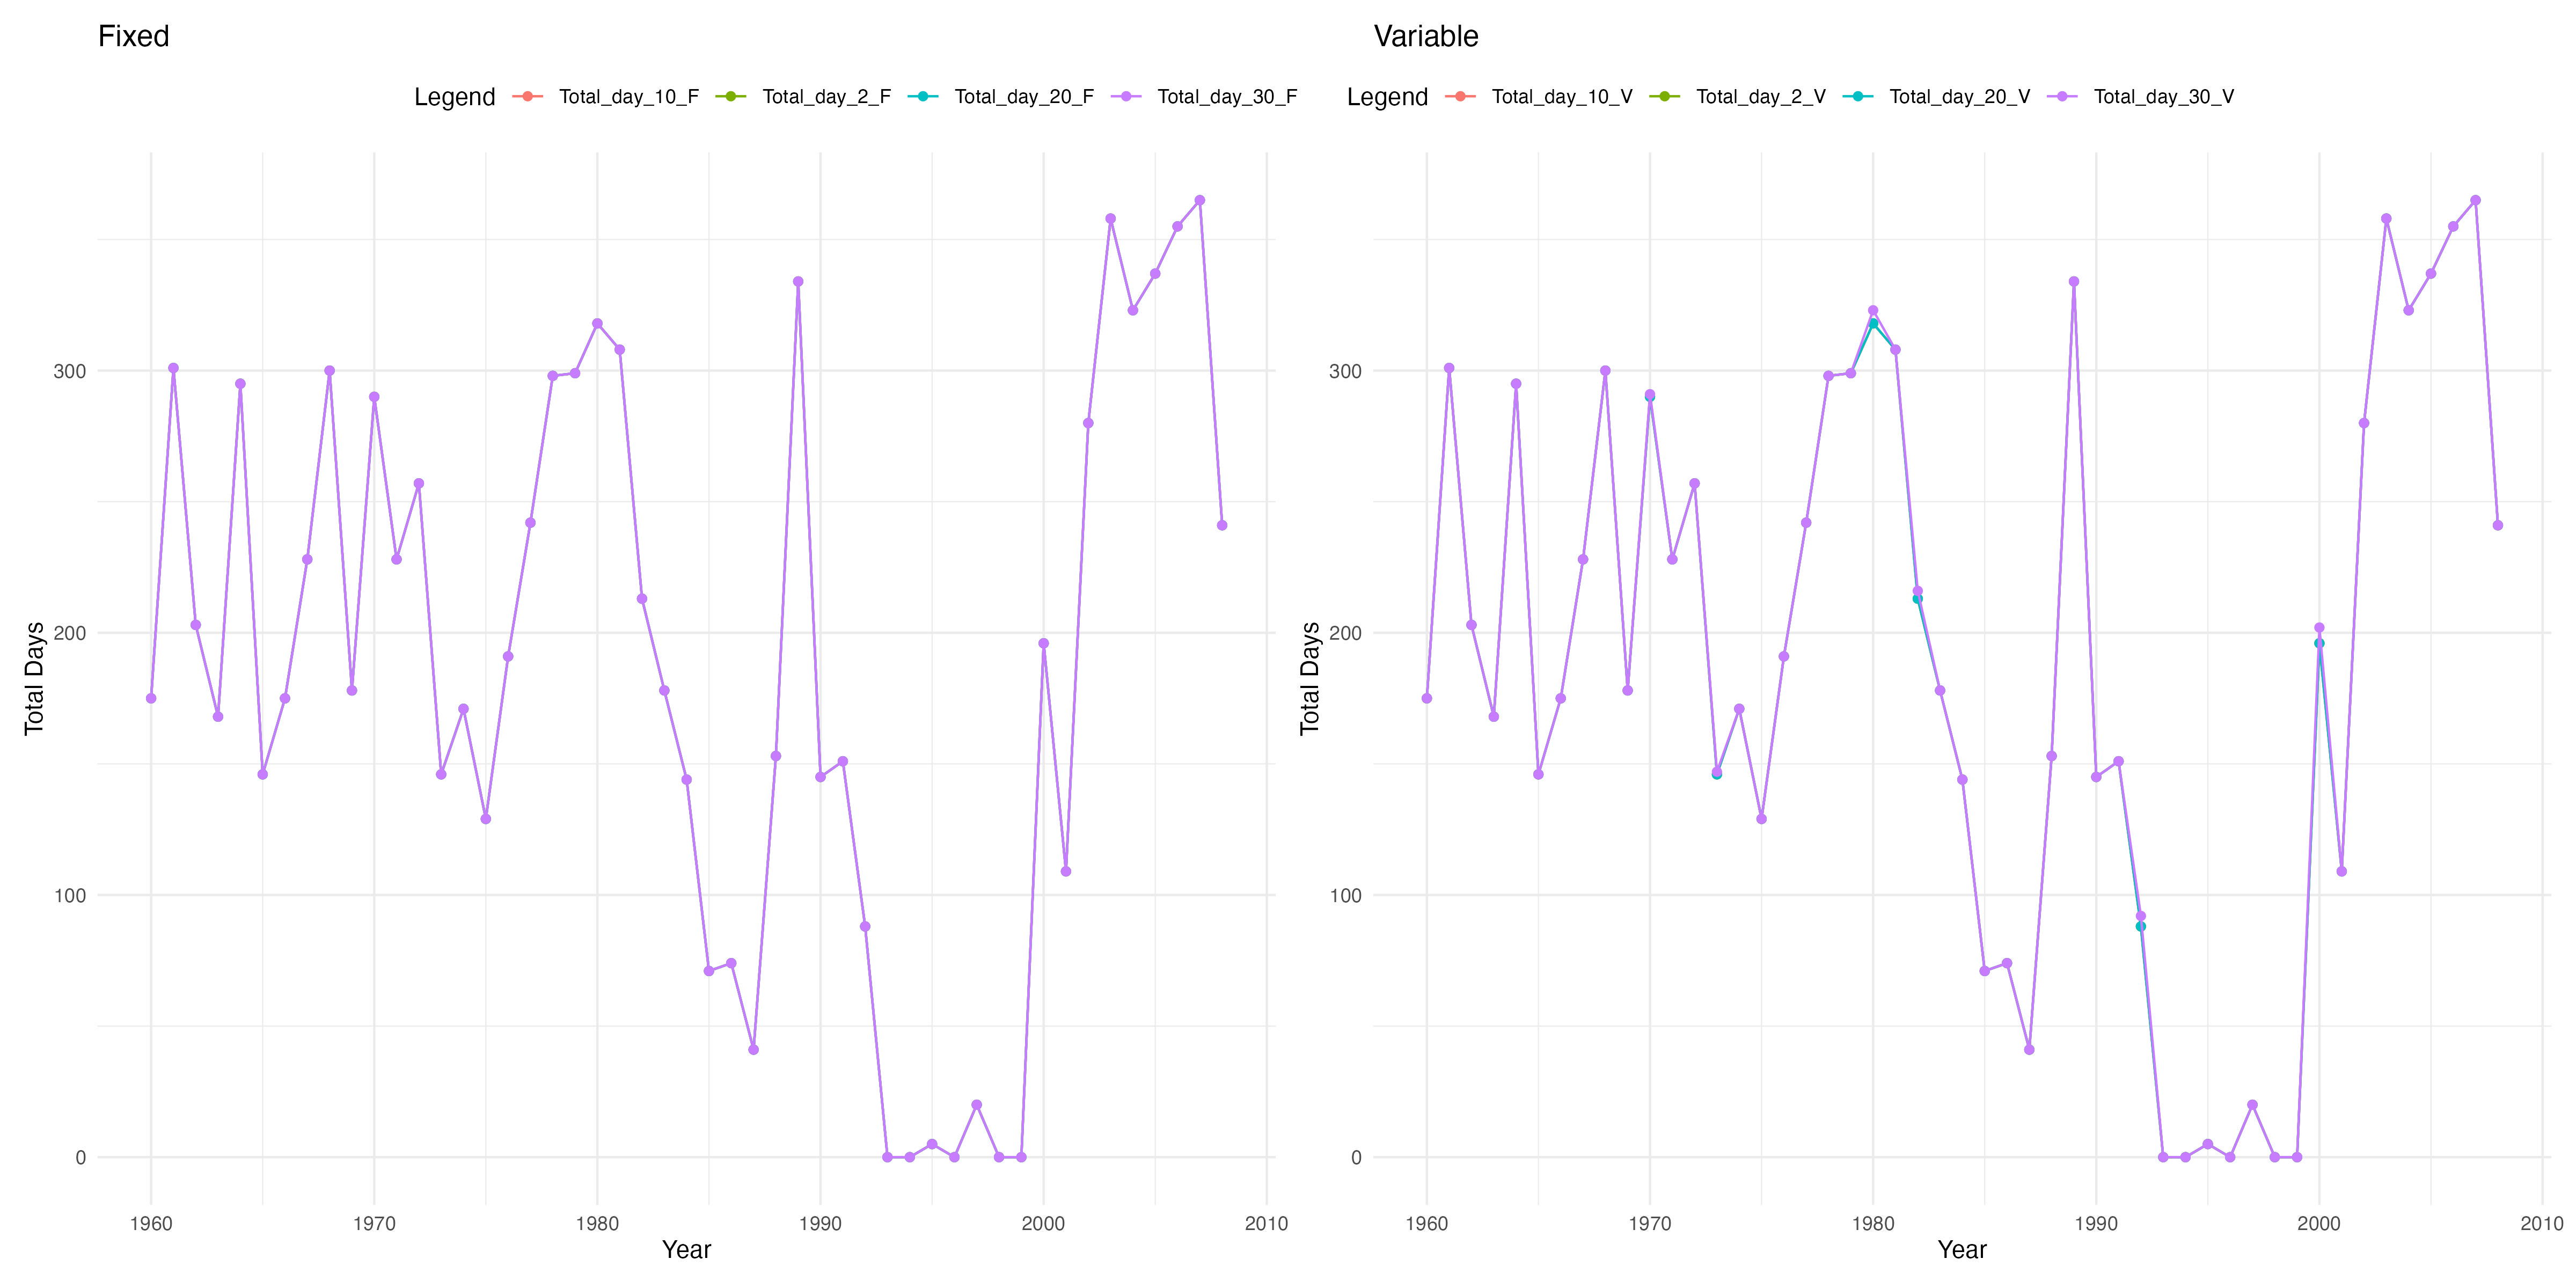 Fixed
Legend Total_day_10_F Total_day_2_F Total_day_20_F Total_day_30_F
Total Days
300
200
100
0
1960 1970 1980 1990 2000 2010
Year
Variable
Legend Total_day_10_V Total_day_2_V Total_day_20_V Total_day_30_V
Total Days
300
200
100
0
1960 1970 1980 1990 2000 2010
Year